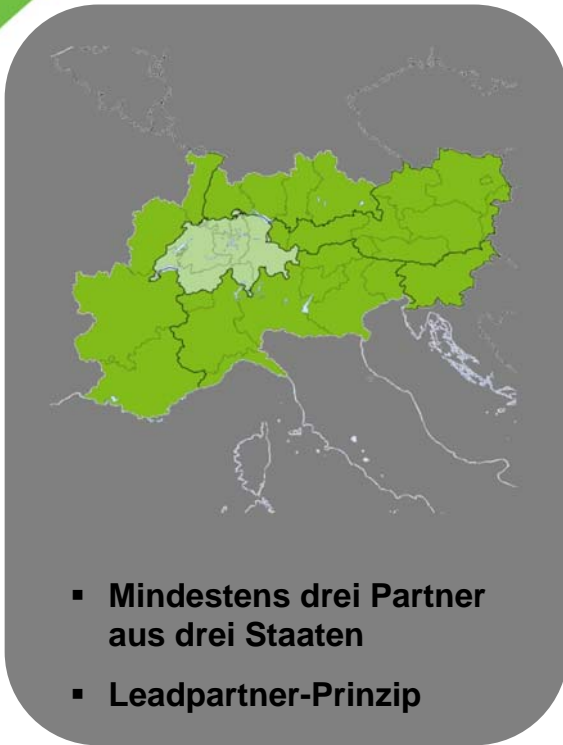 ▪ Mindestens drei Partner
aus drei Staaten
▪ Leadpartner-Prinzip